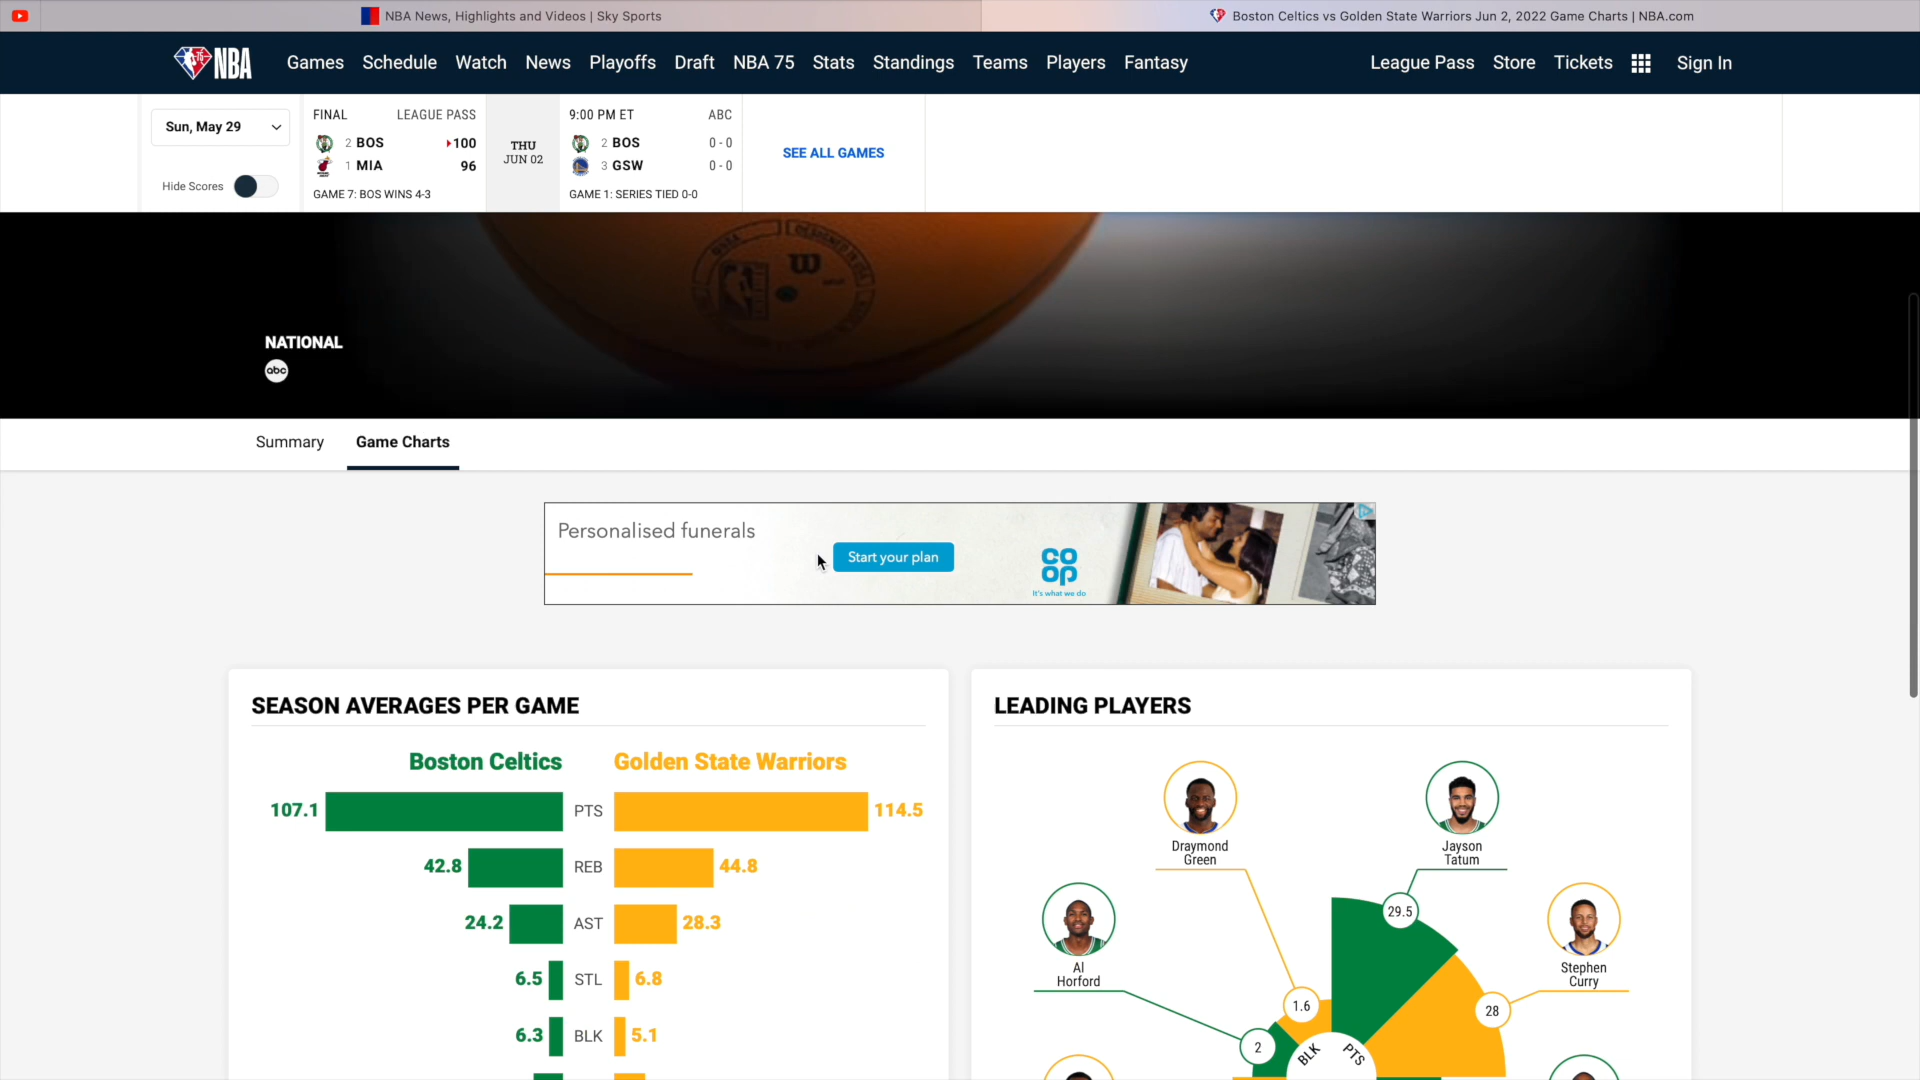 NBA News, Highlights and Videos | Sky Sports
Boston Celtics vs Golden State Warriors Jun 2, 2022 Game Charts | NBA.com
75 NBA
Games Schedule Watch News Playoffs Draft NBA 75 Stats Standings Teams Players Fantasy
League Pass Store Tickets Sign In
Sun, May 29
Hide Scores
FINAL LEAGUE PASS
2 BOS 100
1 MIA 96
GAME 7: BOS WINS 4-3
THU
JUN 02
9:00 PM ET ABC
2 BOS 0 - 0
3 GSW 0 - 0
GAME 1: SERIES TIED 0-0
SEE ALL GAMES
NATIONAL
abc
Summary Game Charts
Personalised funerals
Start your plan
CO
OP
It's what we do
SEASON AVERAGES PER GAME
Boston Celtics Golden State Warriors
107.1 PTS 114.5
42.8 REB 44.8
24.2 AST 28.3
6.5 STL 6.8
6.3 BLK 5.1
LEADING PLAYERS
Draymond
Green
Jayson
Tatum
Al
Horford
Stephen
Curry
29.5
1.6
28
2
BLK PTS